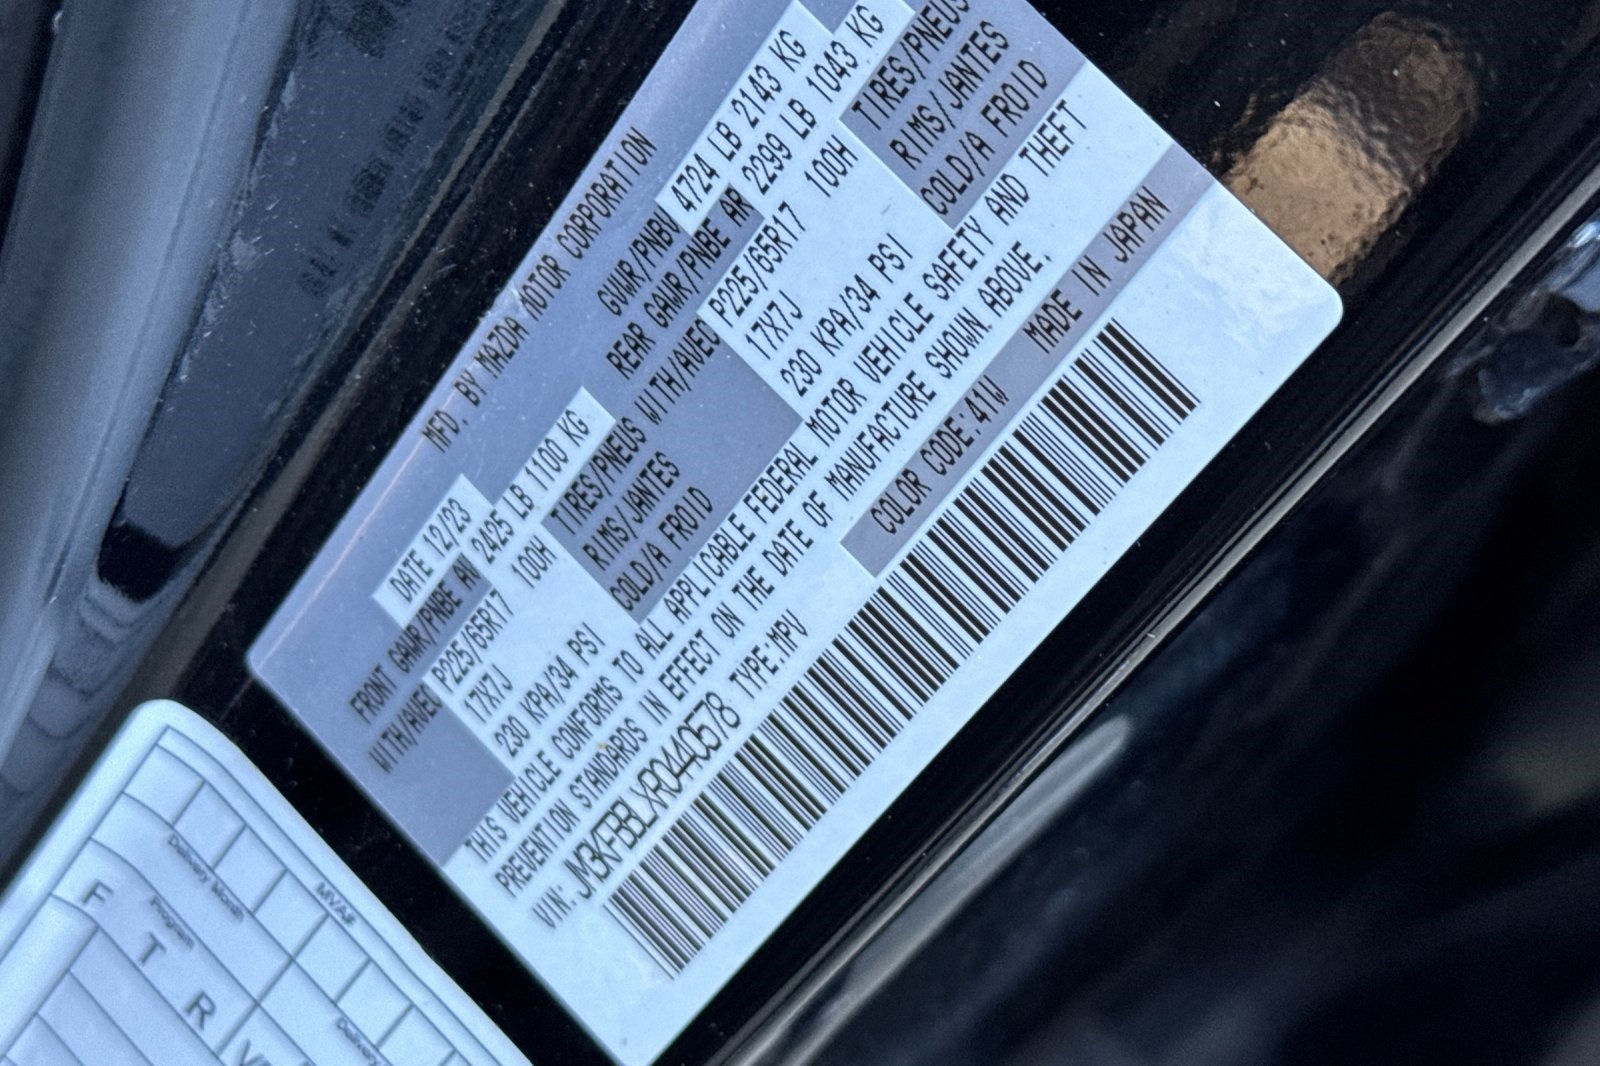 MFD. BY MAZDA MOTOR CORPORATION
DATE 12/23 GVWR/PNBV 4724 LB 2143 KG
FRONT GAWR/PNBE AV 2425 LB 1100 KG REAR GAWR/PNBE AR 2299 LB 1043 KG
WITH/AVEC P225/65R17 100H TIRES/PNEUS WITH/AVEC P225/65R17 100H TIRES/PNEUS
17X7J RIMS/JANTES 17X7J RIMS/JANTES
230 KPA/34 PSI COLD/A FROID 230 KPA/34 PSI COLD/A FROID
THIS VEHICLE CONFORMS TO ALL APPLICABLE FEDERAL MOTOR VEHICLE SAFETY AND THEFT
PREVENTION STANDARDS IN EFFECT ON THE DATE OF MANUFACTURE SHOWN ABOVE.
VIN: JM3KFBBLXR0440578 TYPE:MPV COLOR CODE:41W MADE IN JAPAN
Delivery Month MVA#
Program Delivery
F T R